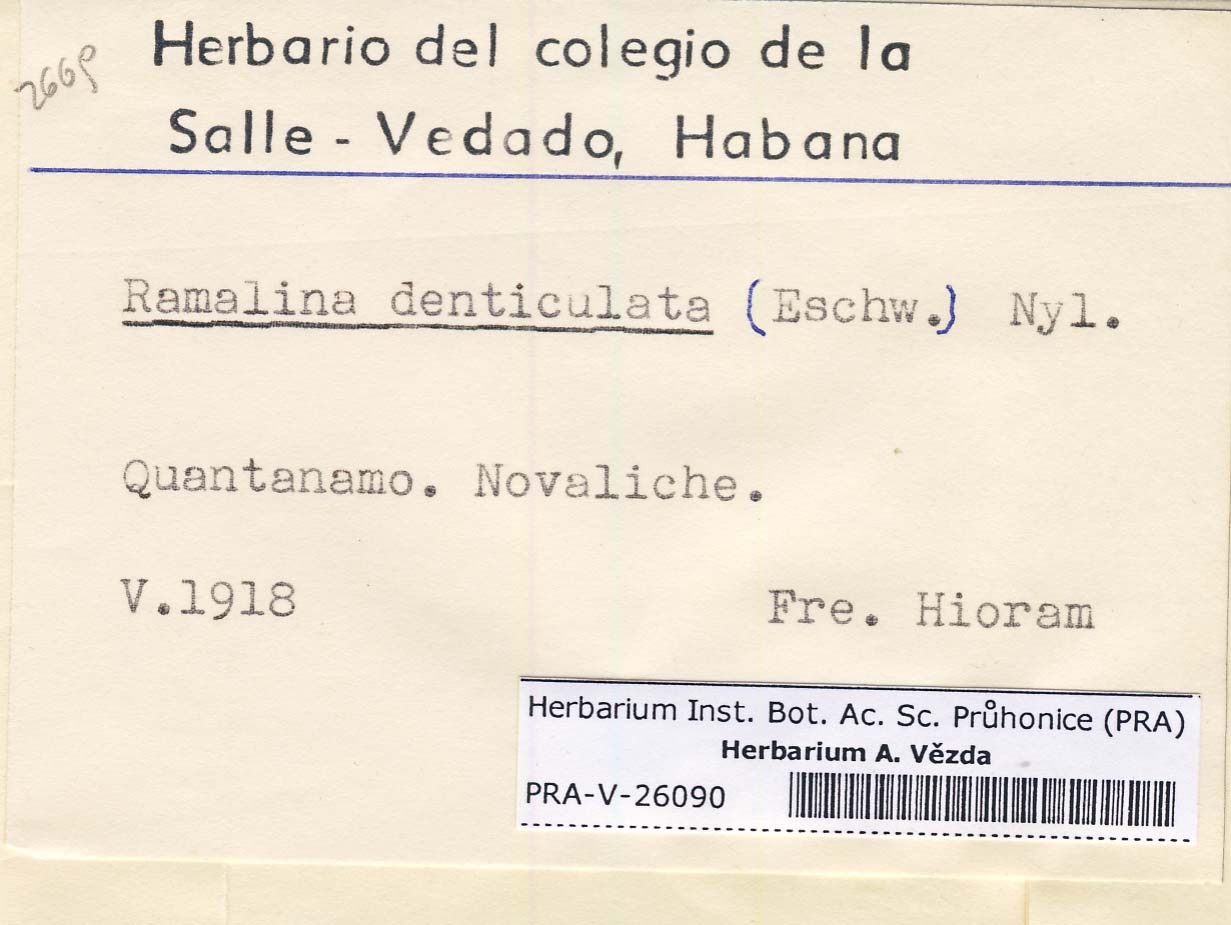 2669
Herbario del colegio de la
Salle - Vedado, Habana
Ramalina denticulata (Eschw.) Nyl.
Quantanamo. Novaliche.
V.1918
Fre. Hioram
Herbarium Inst. Bot. Ac. Sc. Průhonice (PRA)
Herbarium A. Vězda
PRA-V-26090